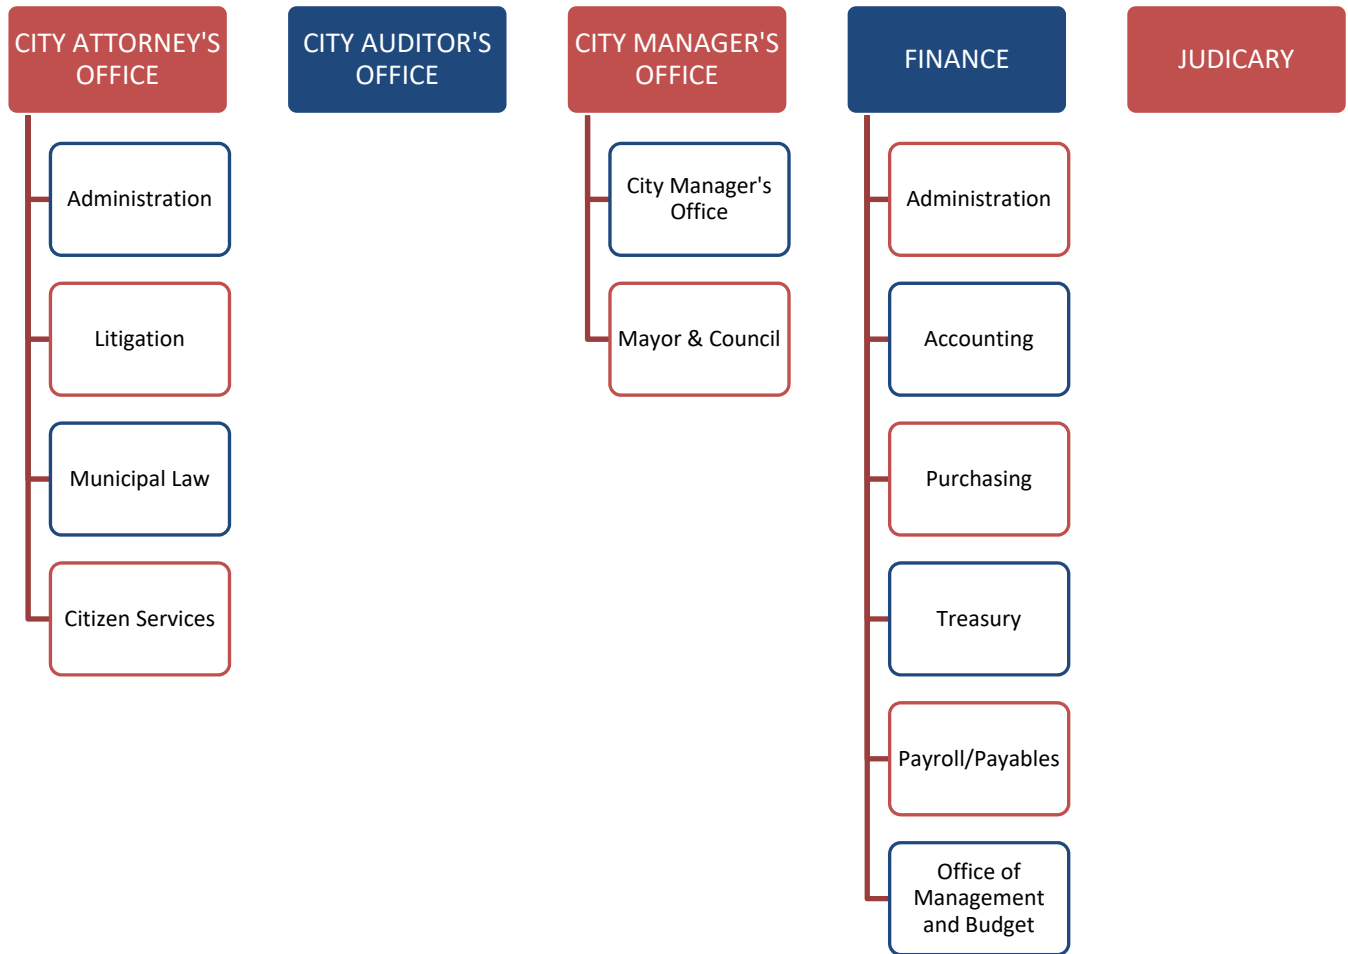 CITY ATTORNEY'S
OFFICE
Administration
Litigation
Municipal Law
Citizen Services
CITY AUDITOR'S
OFFICE
CITY MANAGER'S
OFFICE
City Manager's
Office
Mayor & Council
FINANCE
Administration
Accounting
Purchasing
Treasury
Payroll/Payables
Office of
Management
and Budget
JUDICARY